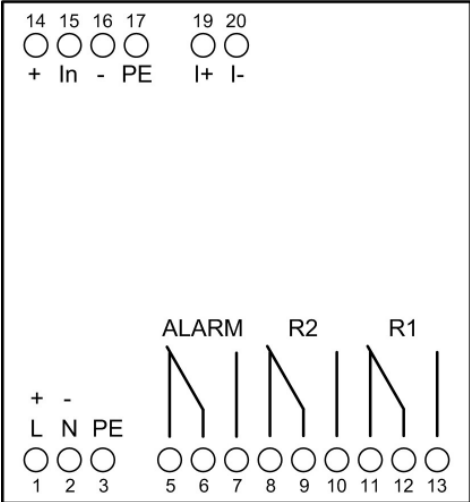 14 15 16 17 19 20
+ In - PE I+ I-
ALARM R2 R1
+ -
L N PE
1 2 3 5 6 7 8 9 10 11 12 13